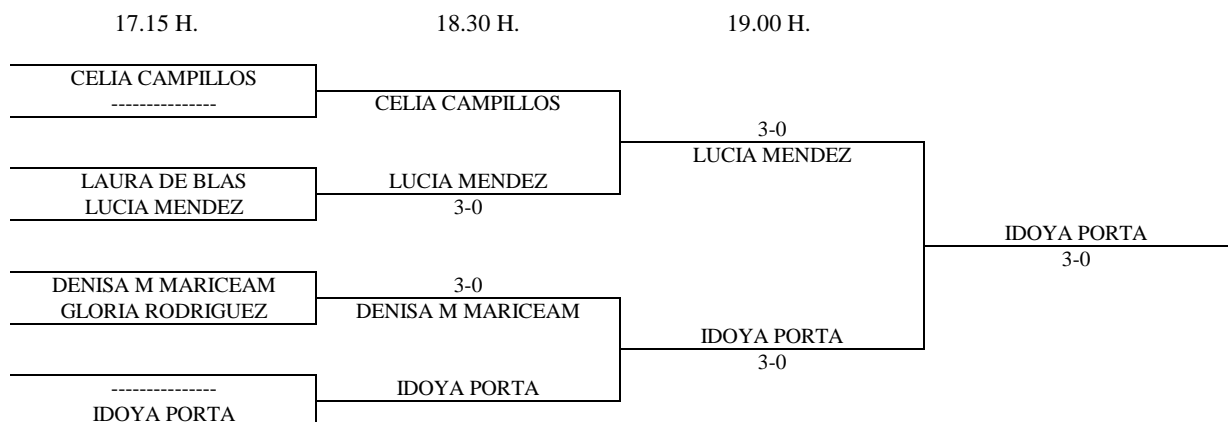 17.15 H. 18.30 H. 19.00 H.
CELIA CAMPILLOS
---------------
CELIA CAMPILLOS
3-0
LUCIA MENDEZ
LAURA DE BLAS
LUCIA MENDEZ
LUCIA MENDEZ
3-0
IDOYA PORTA
3-0
DENISA M MARICEAM
GLORIA RODRIGUEZ
3-0
DENISA M MARICEAM
IDOYA PORTA
3-0
---------------
IDOYA PORTA
IDOYA PORTA